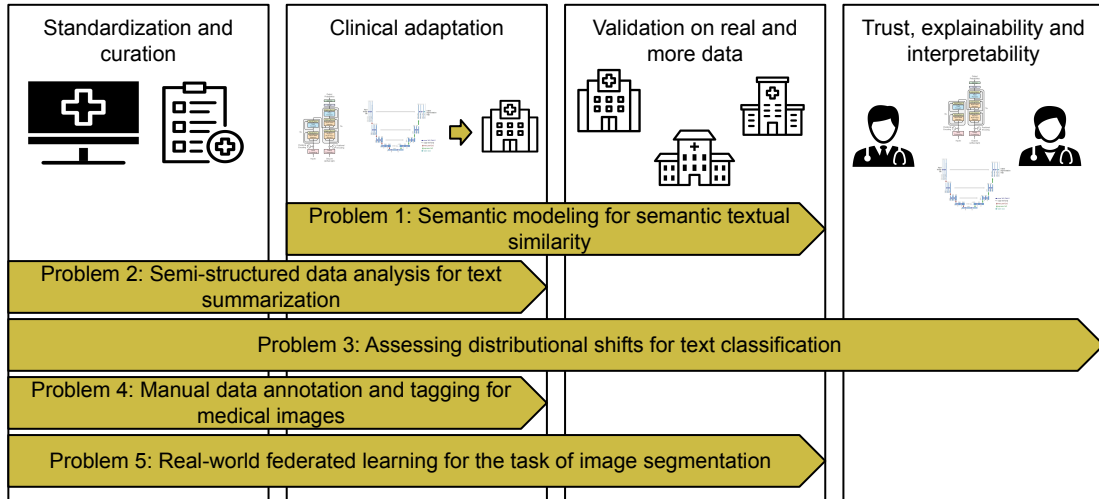 Standardization and
curation
Clinical adaptation
Validation on real and
more data
Trust, explainability and
interpretability
Problem 1: Semantic modeling for semantic textual
similarity
Problem 2: Semi-structured data analysis for text
summarization
Problem 3: Assessing distributional shifts for text classification
Problem 4: Manual data annotation and tagging for
medical images
Problem 5: Real-world federated learning for the task of image segmentation